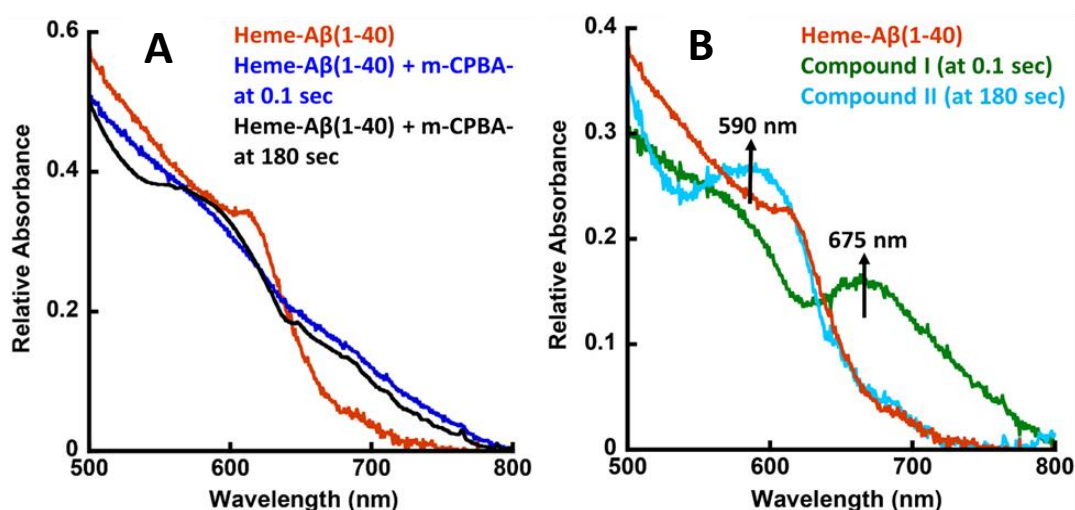 A
Heme-Aβ(1-40)
Heme-Aβ(1-40) + m-CPBA-
at 0.1 sec
Heme-Aβ(1-40) + m-CPBA-
at 180 sec
0.6
0.4
0.2
0
500
600
700
800
Relative Absorbance
Wavelength (nm)
B
Heme-Aβ(1-40)
Compound I (at 0.1 sec)
Compound II (at 180 sec)
590 nm
675 nm
0.4
0.3
0.2
0.1
0
500
600
700
800
Relative Absorbance
Wavelength (nm)